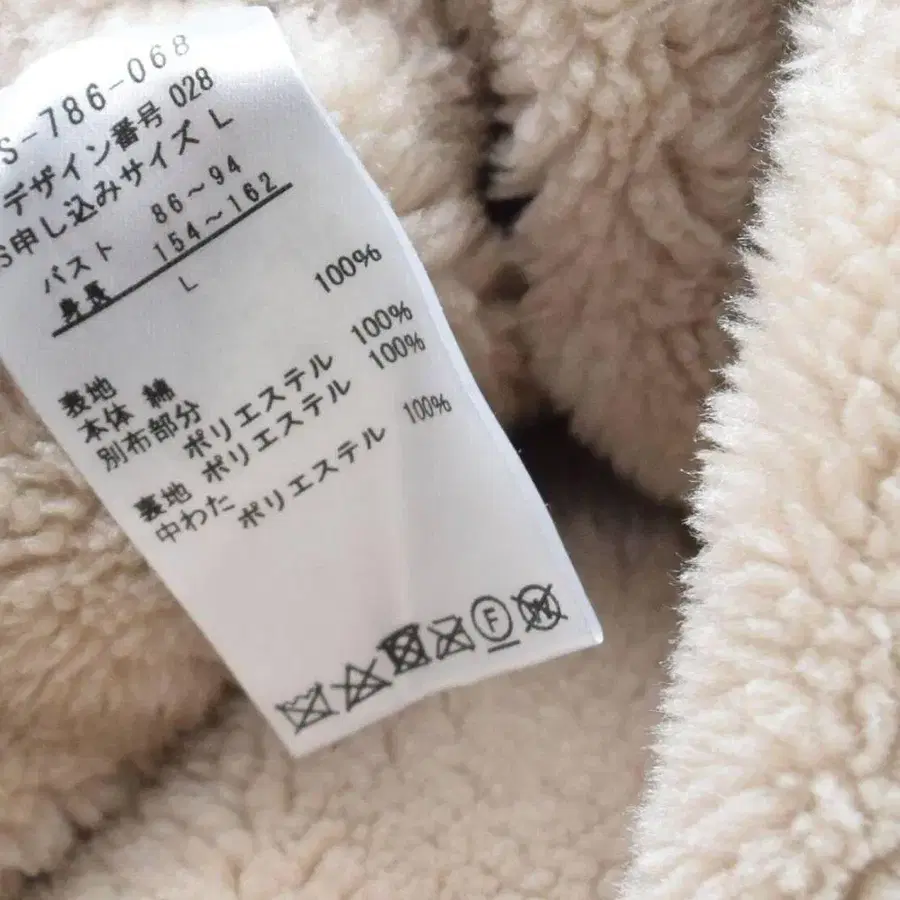 S-786-068
デザイン番号 028
S申し込みサイズ L
バスト 86～94
身長 154～162
L
表地
本体 綿 100%
別布部分
ポリエステル 100%
裏地 ポリエステル 100%
中わた
ポリエステル 100%
F
W